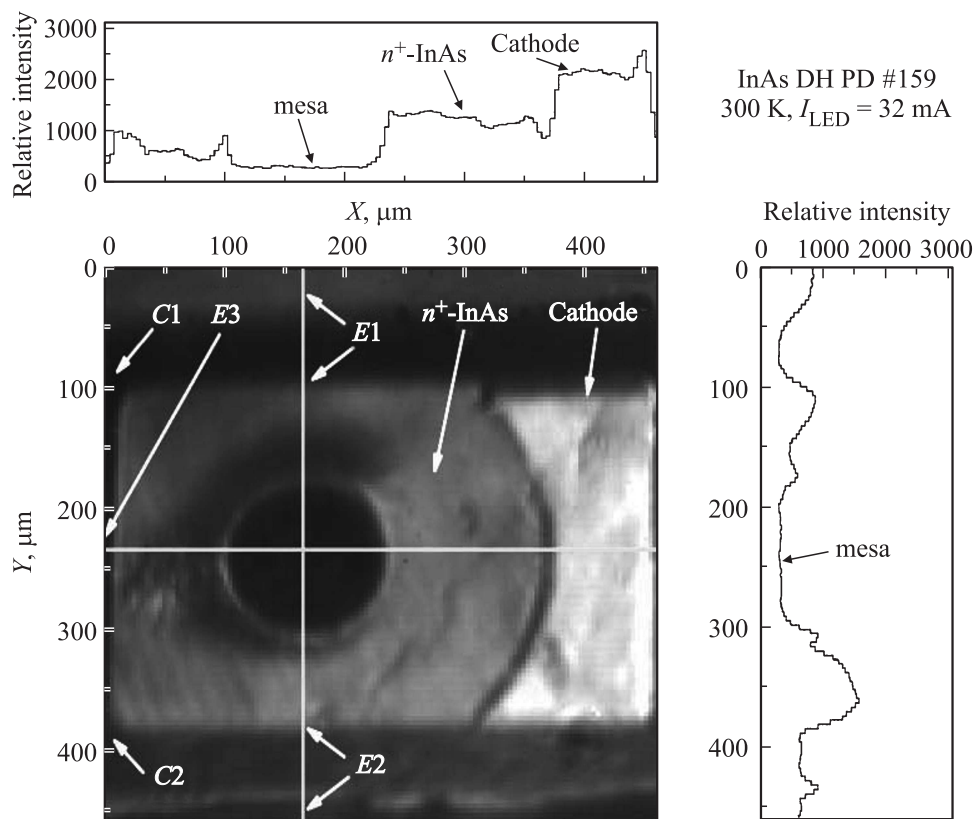 3000
2000
1000
0
Relative intensity
n⁺-InAs
Cathode
mesa
InAs DH PD #159
300 K, I_LED = 32 mA
X, μm
0 100 200 300 400
Relative intensity
0 1000 2000 3000
0
100
200
300
400
Y, μm
C1
E3
E1
n⁺-InAs
Cathode
C2
E2
0
100
200
300
400
mesa